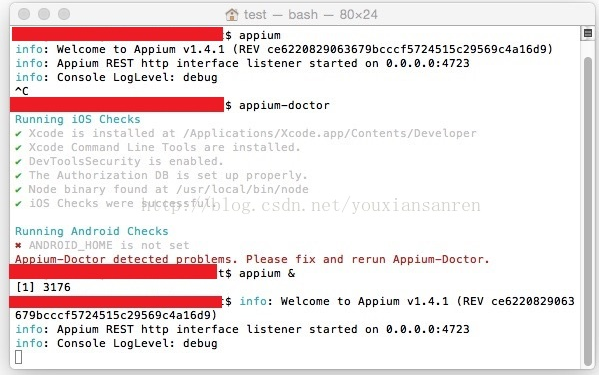 test — bash — 80×24
$ appium
info: Welcome to Appium v1.4.1 (REV ce6220829063679bcccf5724515c29569c4a16d9)
info: Appium REST http interface listener started on 0.0.0.0:4723
info: Console LogLevel: debug
^C
$ appium-doctor
Running iOS Checks
✔ Xcode is installed at /Applications/Xcode.app/Contents/Developer
✔ Xcode Command Line Tools are installed.
✔ DevToolsSecurity is enabled.
✔ The Authorization DB is set up properly.
✔ Node binary found at /usr/local/bin/node
✔ iOS Checks were successful.
http://blog.csdn.net/youxiansanren
Running Android Checks
✖ ANDROID_HOME is not set
Appium-Doctor detected problems. Please fix and rerun Appium-Doctor.
t$ appium &
[1] 3176
$ info: Welcome to Appium v1.4.1 (REV ce6220829063
679bcccf5724515c29569c4a16d9)
info: Appium REST http interface listener started on 0.0.0.0:4723
info: Console LogLevel: debug